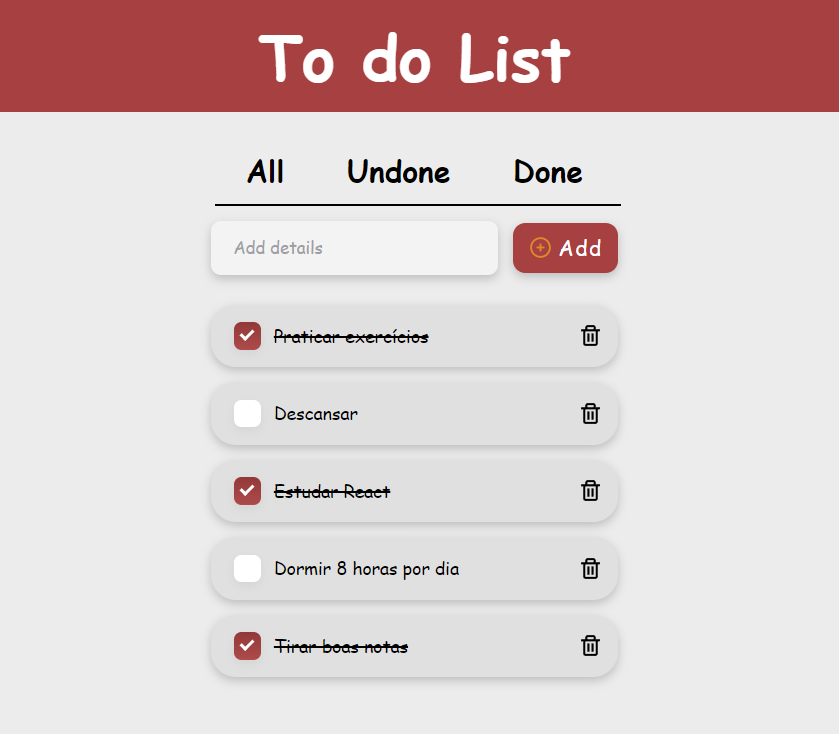 To do List
All Undone Done
Add details Add
Praticar exercícios
Descansar
Estudar React
Dormir 8 horas por dia
Tirar boas notas